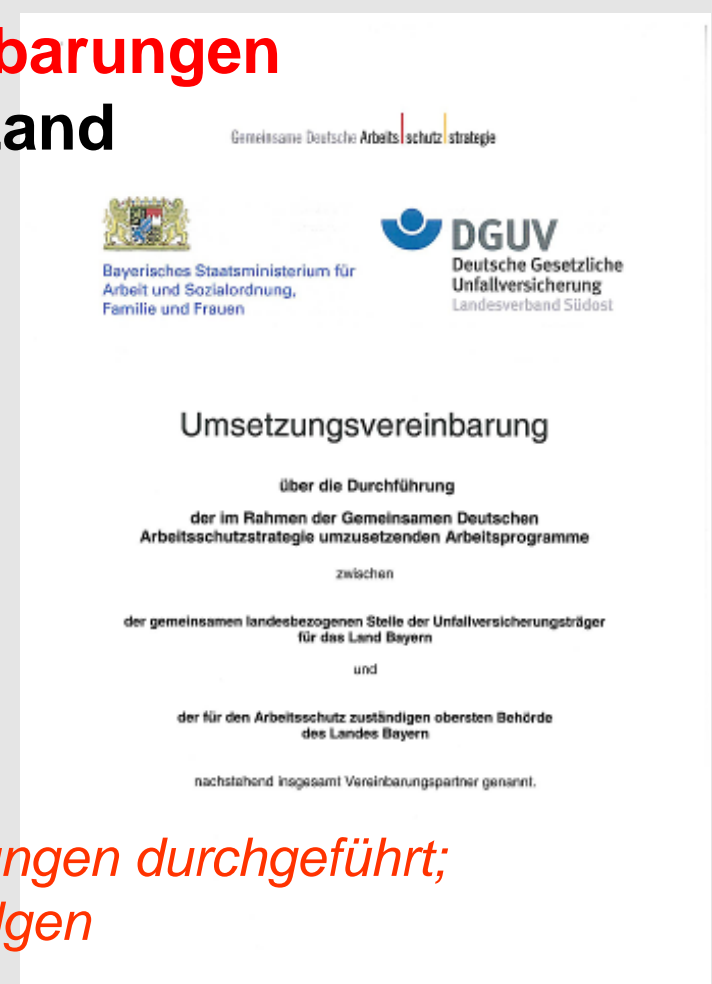 barungen
Land
Gemeinsame Deutsche Arbeitsschutzstrategie
Bayerisches Staatsministerium für
Arbeit und Sozialordnung,
Familie und Frauen
DGUV
Deutsche Gesetzliche
Unfallversicherung
Landesverband Südost
Umsetzungsvereinbarung
über die Durchführung
der im Rahmen der Gemeinsamen Deutschen
Arbeitsschutzstrategie umzusetzenden Arbeitsprogramme
zwischen
der gemeinsamen landesbezogenen Stelle der Unfallversicherungsträger
für das Land Bayern
und
der für den Arbeitsschutz zuständigen obersten Behörde
des Landes Bayern
nachstehend insgesamt Vereinbarungspartner genannt.
ungen durchgeführt;
lgen